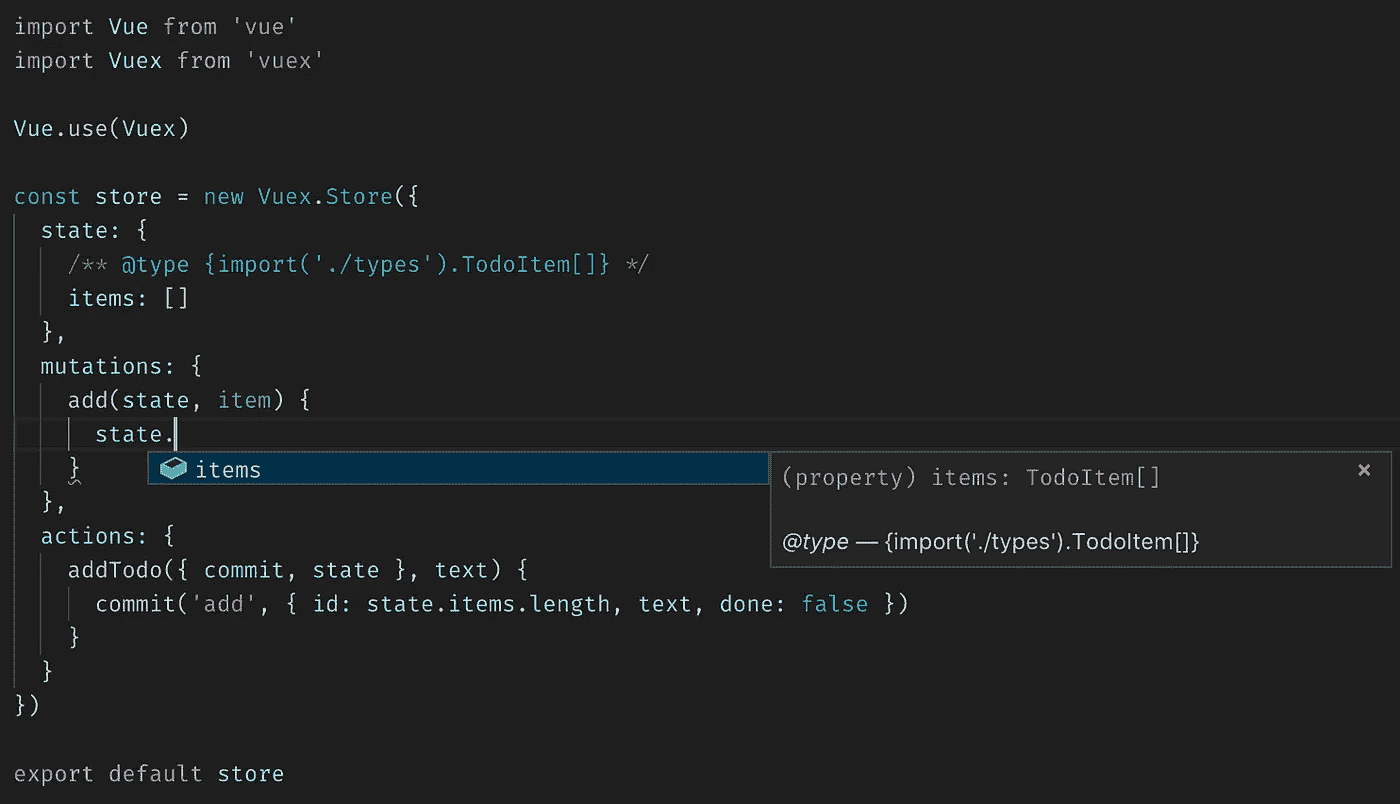 import Vue from 'vue'
import Vuex from 'vuex'
Vue.use(Vuex)
const store = new Vuex.Store({
state: {
/** @type {import('./types').TodoItem[]} */
items: []
},
mutations: {
add(state, item) {
state.
} items
(property) items: TodoItem[] ×
},
@type — {import('./types').TodoItem[]}
actions: {
addTodo({ commit, state }, text) {
commit('add', { id: state.items.length, text, done: false })
}
}
})
export default store